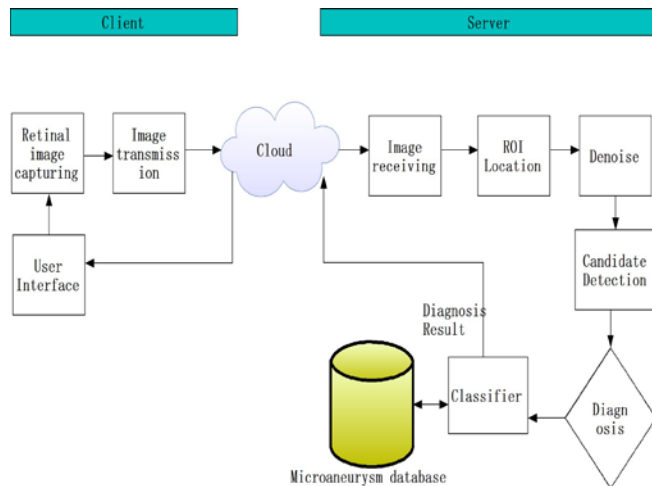 Client
Server
Retinal
image
capturing
Image
transmiss
ion
Cloud
Image
receiving
ROI
Location
Denoise
User
Interface
Candidate
Detection
Diagnosis
Result
Classifier
Diagn
osis
Microaneurysm database